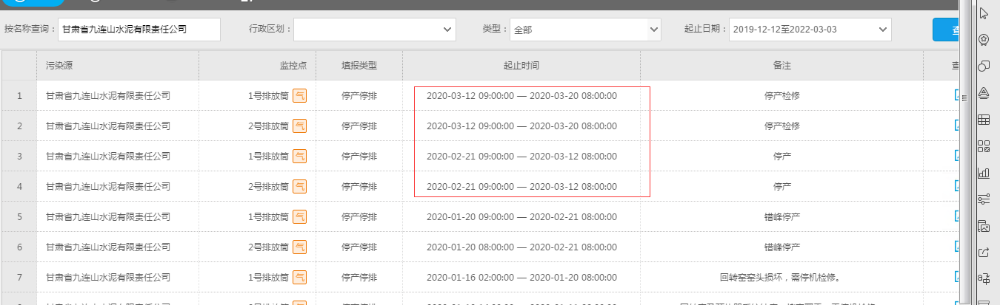 按名称查询： 甘肃省九连山水泥有限责任公司 行政区划： 类型： 全部 起止日期： 2019-12-12至2022-03-03
污染源 监控点 填报类型 起止时间 备注
1 甘肃省九连山水泥有限责任公司 1号排放筒 气 停产停排 2020-03-12 09:00:00 — 2020-03-20 08:00:00 停产检修
2 甘肃省九连山水泥有限责任公司 2号排放筒 气 停产停排 2020-03-12 09:00:00 — 2020-03-20 08:00:00 停产检修
3 甘肃省九连山水泥有限责任公司 1号排放筒 气 停产停排 2020-02-21 09:00:00 — 2020-03-12 08:00:00 停产
4 甘肃省九连山水泥有限责任公司 2号排放筒 气 停产停排 2020-02-21 09:00:00 — 2020-03-12 08:00:00 停产
5 甘肃省九连山水泥有限责任公司 1号排放筒 气 停产停排 2020-01-20 09:00:00 — 2020-02-21 08:00:00 错峰停产
6 甘肃省九连山水泥有限责任公司 2号排放筒 气 停产停排 2020-01-20 08:00:00 — 2020-02-21 08:00:00 错峰停产
7 甘肃省九连山水泥有限责任公司 1号排放筒 气 停产停排 2020-01-16 02:00:00 — 2020-01-20 08:00:00 回转窑窑头损坏，需停机检修。